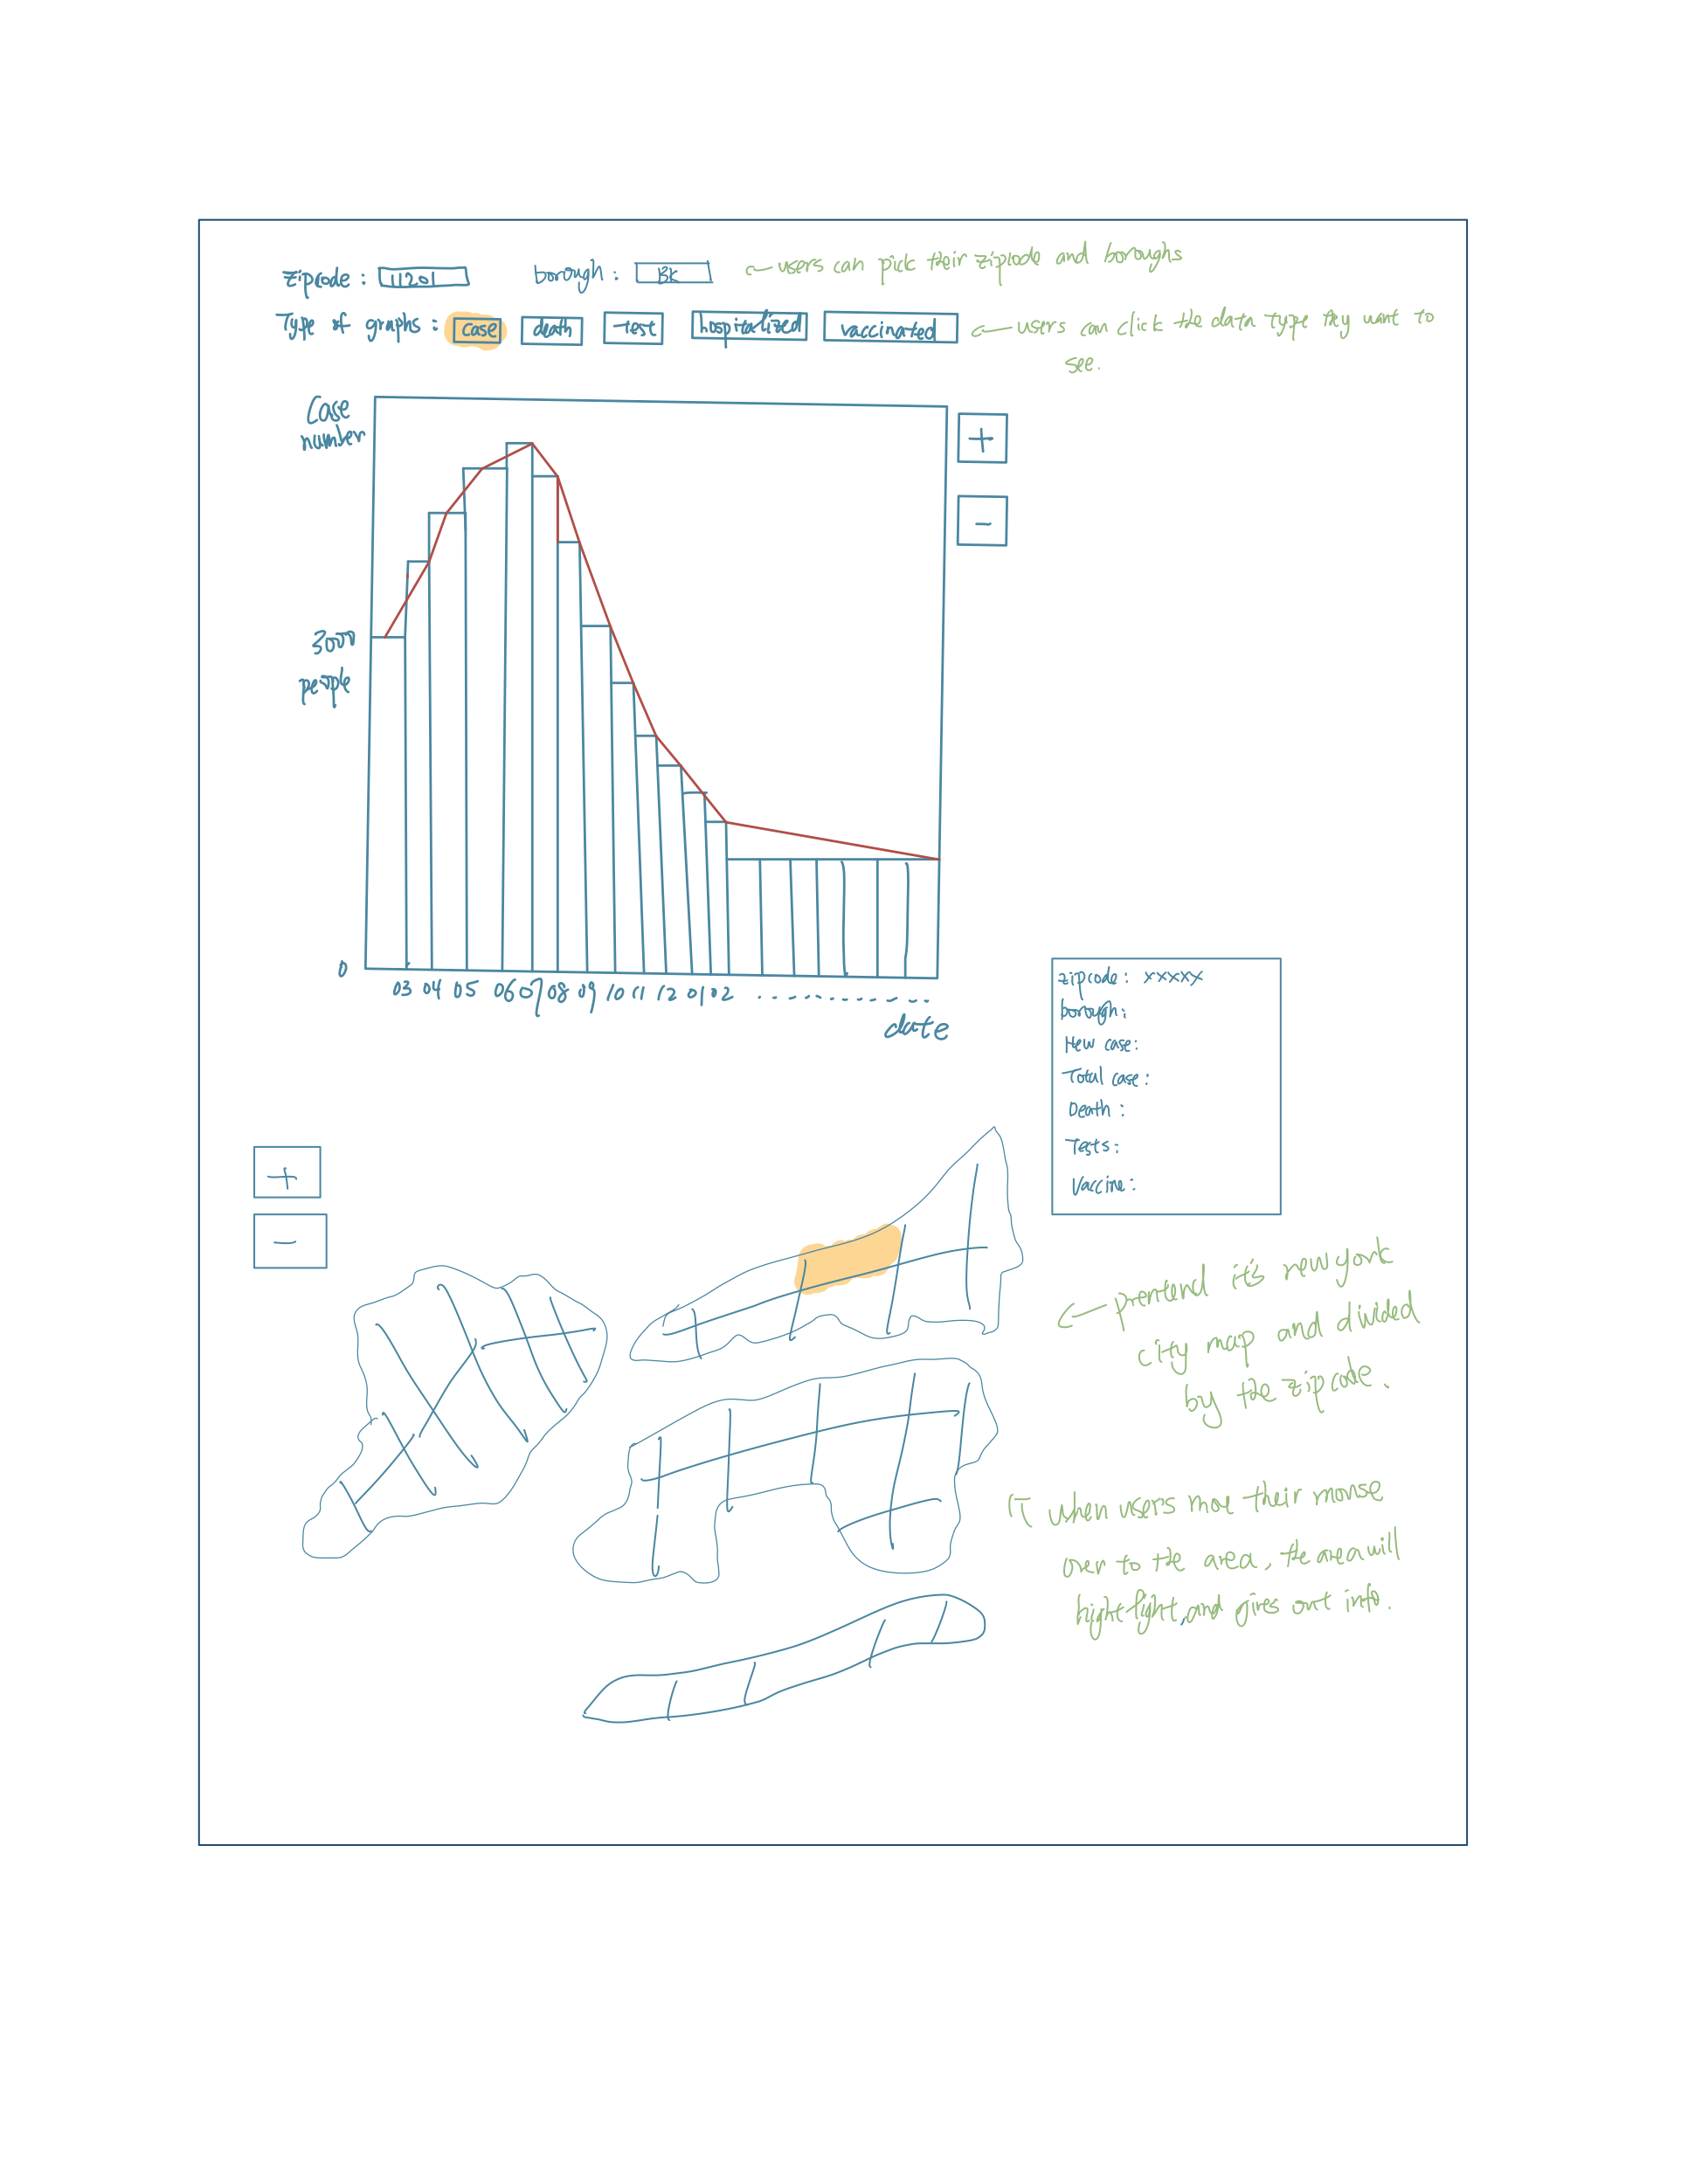 zipcode : 11201 borough : BK ← users can pick their zipcode and boroughs
Type of graphs : case death test hospitalized vaccinated ← users can click the data type they want to
see.
Case
number
+
-
3000
people
0
03 04 05 06 07 08 09 10 11 12 01 02 . . . . . . . . . . . . . . .
date
zipcode : xxxxx
borough :
New case :
Total case :
Death :
Tests :
Vaccine :
+
-
← prentend it's new york
city map and divided
by the zipcode.
↖ when users move their mouse
over to the area, the area will
hightlight, and gives out info.